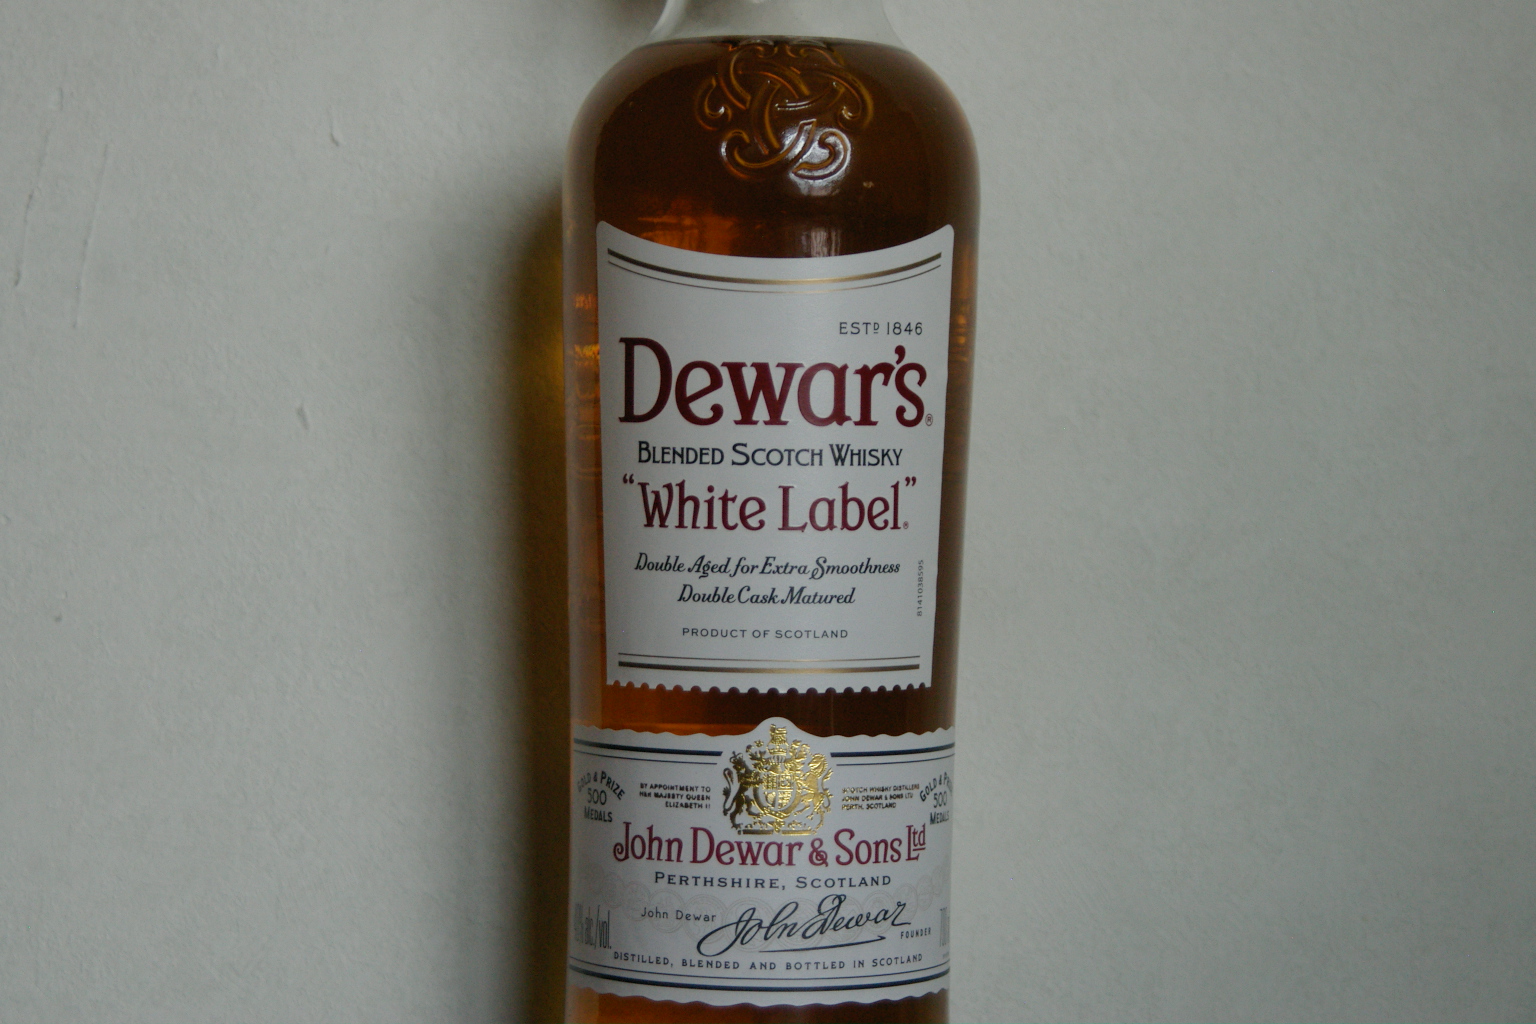 ESTD 1846
Dewar's®
BLENDED SCOTCH WHISKY
"White Label"®
Double Aged for Extra Smoothness
Double Cask Matured
8141038595
PRODUCT OF SCOTLAND
GOLD & PRIZE
500
MEDALS
BY APPOINTMENT TO
HER MAJESTY QUEEN
ELIZABETH II
SCOTCH WHISKY DISTILLERS
JOHN DEWAR & SONS LTD
PERTH, SCOTLAND
GOLD & PRIZE
500
MEDALS
John Dewar & Sons Ltd
PERTHSHIRE, SCOTLAND
alc./vol.
John Dewar
John Dewar
FOUNDER
DISTILLED, BLENDED AND BOTTLED IN SCOTLAND